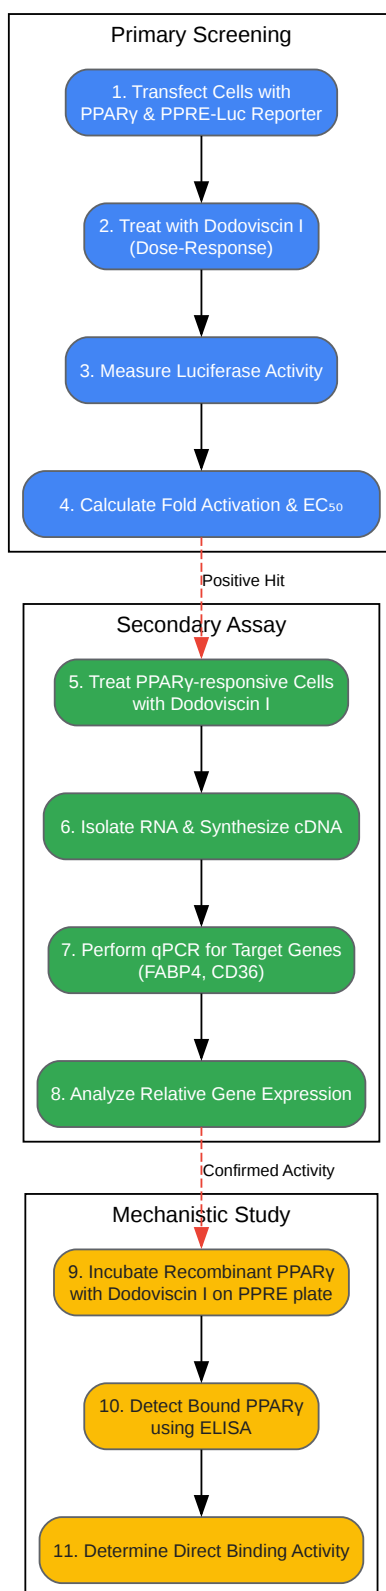 Primary Screening
1. Transfect Cells with
PPARγ & PPRE-Luc Reporter
2. Treat with Dodoviscin I
(Dose-Response)
3. Measure Luciferase Activity
4. Calculate Fold Activation & EC₅₀
Positive Hit
Secondary Assay
5. Treat PPARγ-responsive Cells
with Dodoviscin I
6. Isolate RNA & Synthesize cDNA
7. Perform qPCR for Target Genes
(FABP4, CD36)
8. Analyze Relative Gene Expression
Confirmed Activity
Mechanistic Study
9. Incubate Recombinant PPARγ
with Dodoviscin I on PPRE plate
10. Detect Bound PPARγ
using ELISA
11. Determine Direct Binding Activity